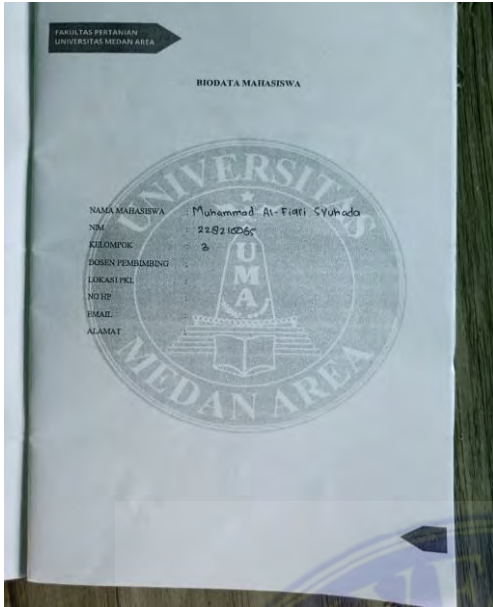 FAKULTAS PERTANIAN
UNIVERSITAS MEDAN AREA
BIODATA MAHASISWA
NAMA MAHASISWA : Muhammad Al-Fiqri Syuhada
NIM : 228210065
KELOMPOK : 3
DOSEN PEMBIMBING :
LOKASI PKL :
NO HP :
EMAIL :
ALAMAT :
UNIVERSITAS
UMA
MEDAN AREA